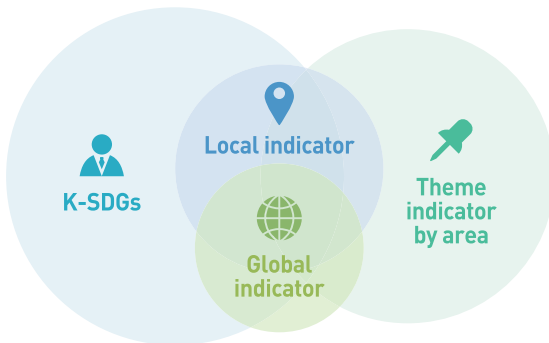 Local indicator
K-SDGs
Theme
indicator
by area
Global
indicator